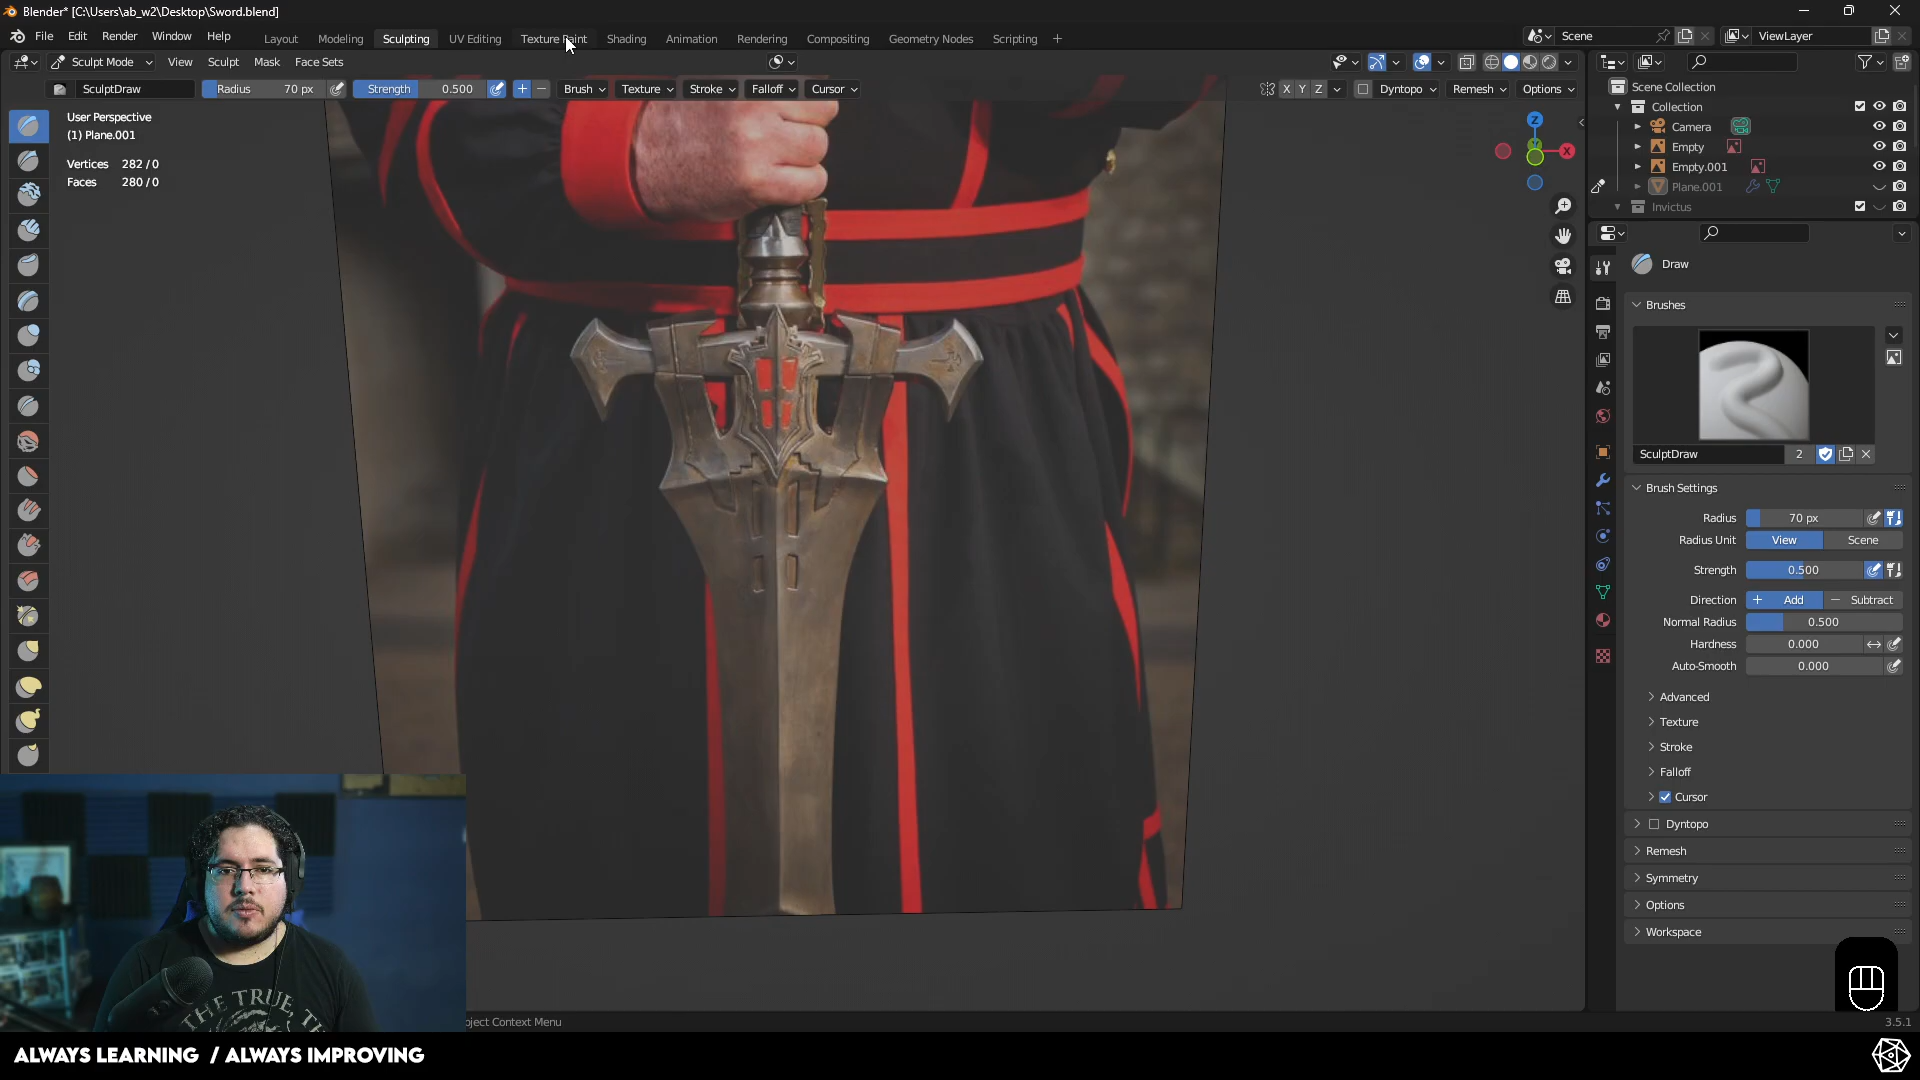 Blender* [C:\Users\ab_w2\Desktop\Sword.blend]
File Edit Render Window Help Layout Modeling Sculpting UV Editing Texture Paint Shading Animation Rendering Compositing Geometry Nodes Scripting + Scene ViewLayer
Sculpt Mode View Sculpt Mask Face Sets
SculptDraw Radius 70 px Strength 0.500 Brush Texture Stroke Falloff Cursor X Y Z Dyntopo Remesh Options
User Perspective
(1) Plane.001
Vertices 282 / 0
Faces 280 / 0
Z
X
Scene Collection
Collection
Camera
Empty
Empty.001
Plane.001
Invictus
Draw
Brushes
SculptDraw 2
Brush Settings
Radius 70 px
Radius Unit View Scene
Strength 0.500
Direction + Add − Subtract
Normal Radius 0.500
Hardness 0.000
Auto-Smooth 0.000
Advanced
Texture
Stroke
Falloff
Cursor
Dyntopo
Remesh
Symmetry
Options
Workspace
THE TRUE, T
bject Context Menu
3.5.1
ALWAYS LEARNING / ALWAYS IMPROVING